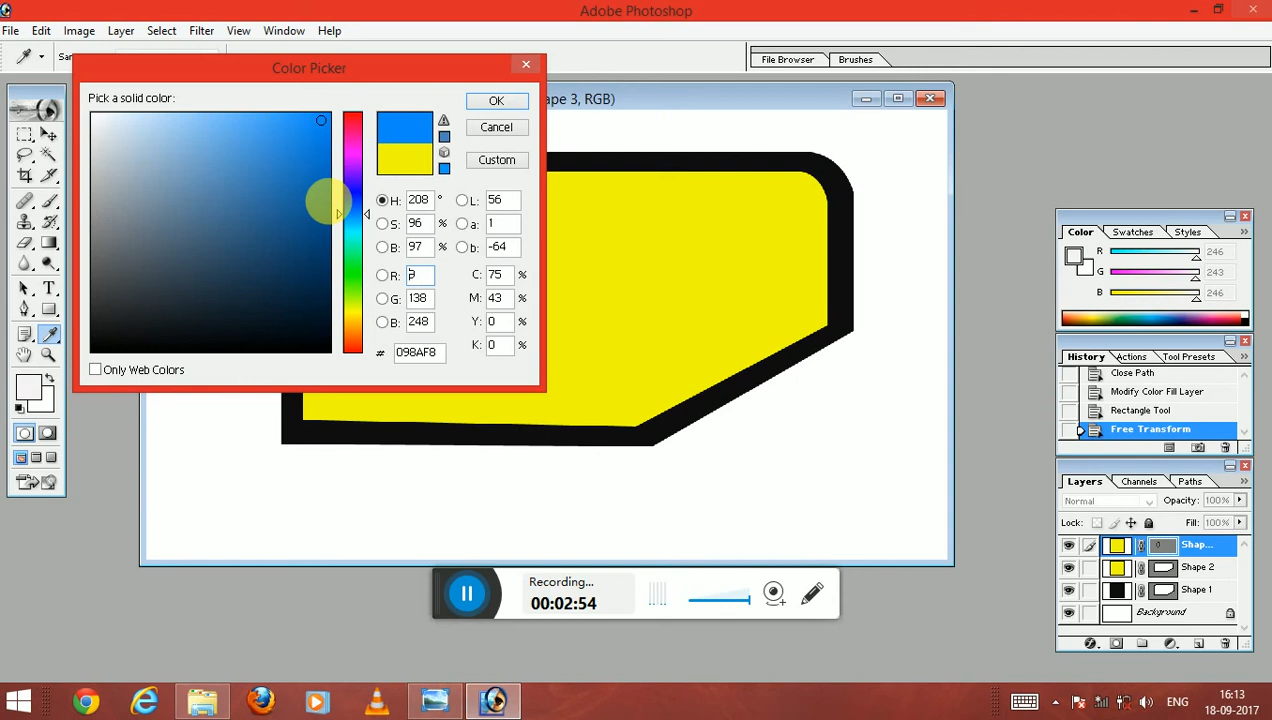 Adobe Photoshop
File Edit Image Layer Select Filter View Window Help
File Browser Brushes
Color Picker
Pick a solid color:
OK
Cancel
Custom
H: 208 °
S: 96 %
B: 97 %
R:
G: 138
B: 248
L: 56
a: 1
b: -64
C: 75 %
M: 43 %
Y: 0 %
K: 0 %
# 098AF8
Only Web Colors
3, RGB)
Color Swatches Styles
R 246
G 243
B 246
History Actions Tool Presets
Close Path
Modify Color Fill Layer
Rectangle Tool
Free Transform
Layers Channels Paths
Normal Opacity: 100%
Lock: Fill: 100%
Shap...
Shape 2
Shape 1
Background
T
Recording...
00:02:54
ENG
16:13
18-09-2017